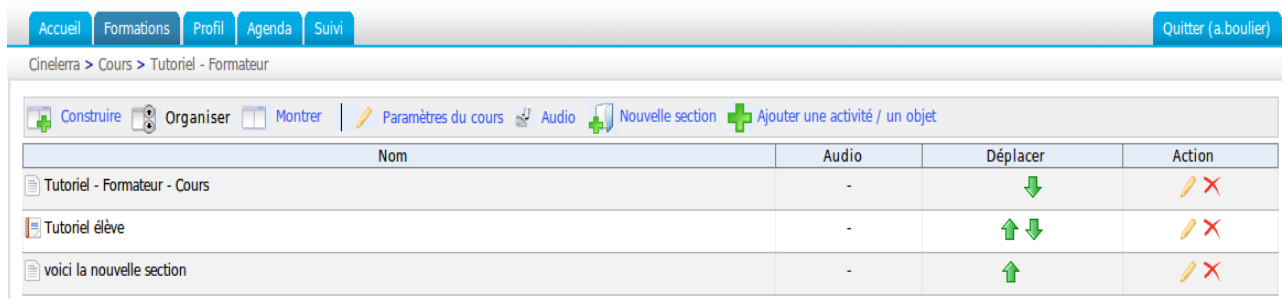 Accueil Formations Profil Agenda Suivi Quitter (a.boulier)
Cinelerra > Cours > Tutoriel - Formateur
Construire Organiser Montrer Paramètres du cours Audio Nouvelle section Ajouter une activité / un objet
Nom Audio Déplacer Action
Tutoriel - Formateur - Cours -
Tutoriel élève -
voici la nouvelle section -